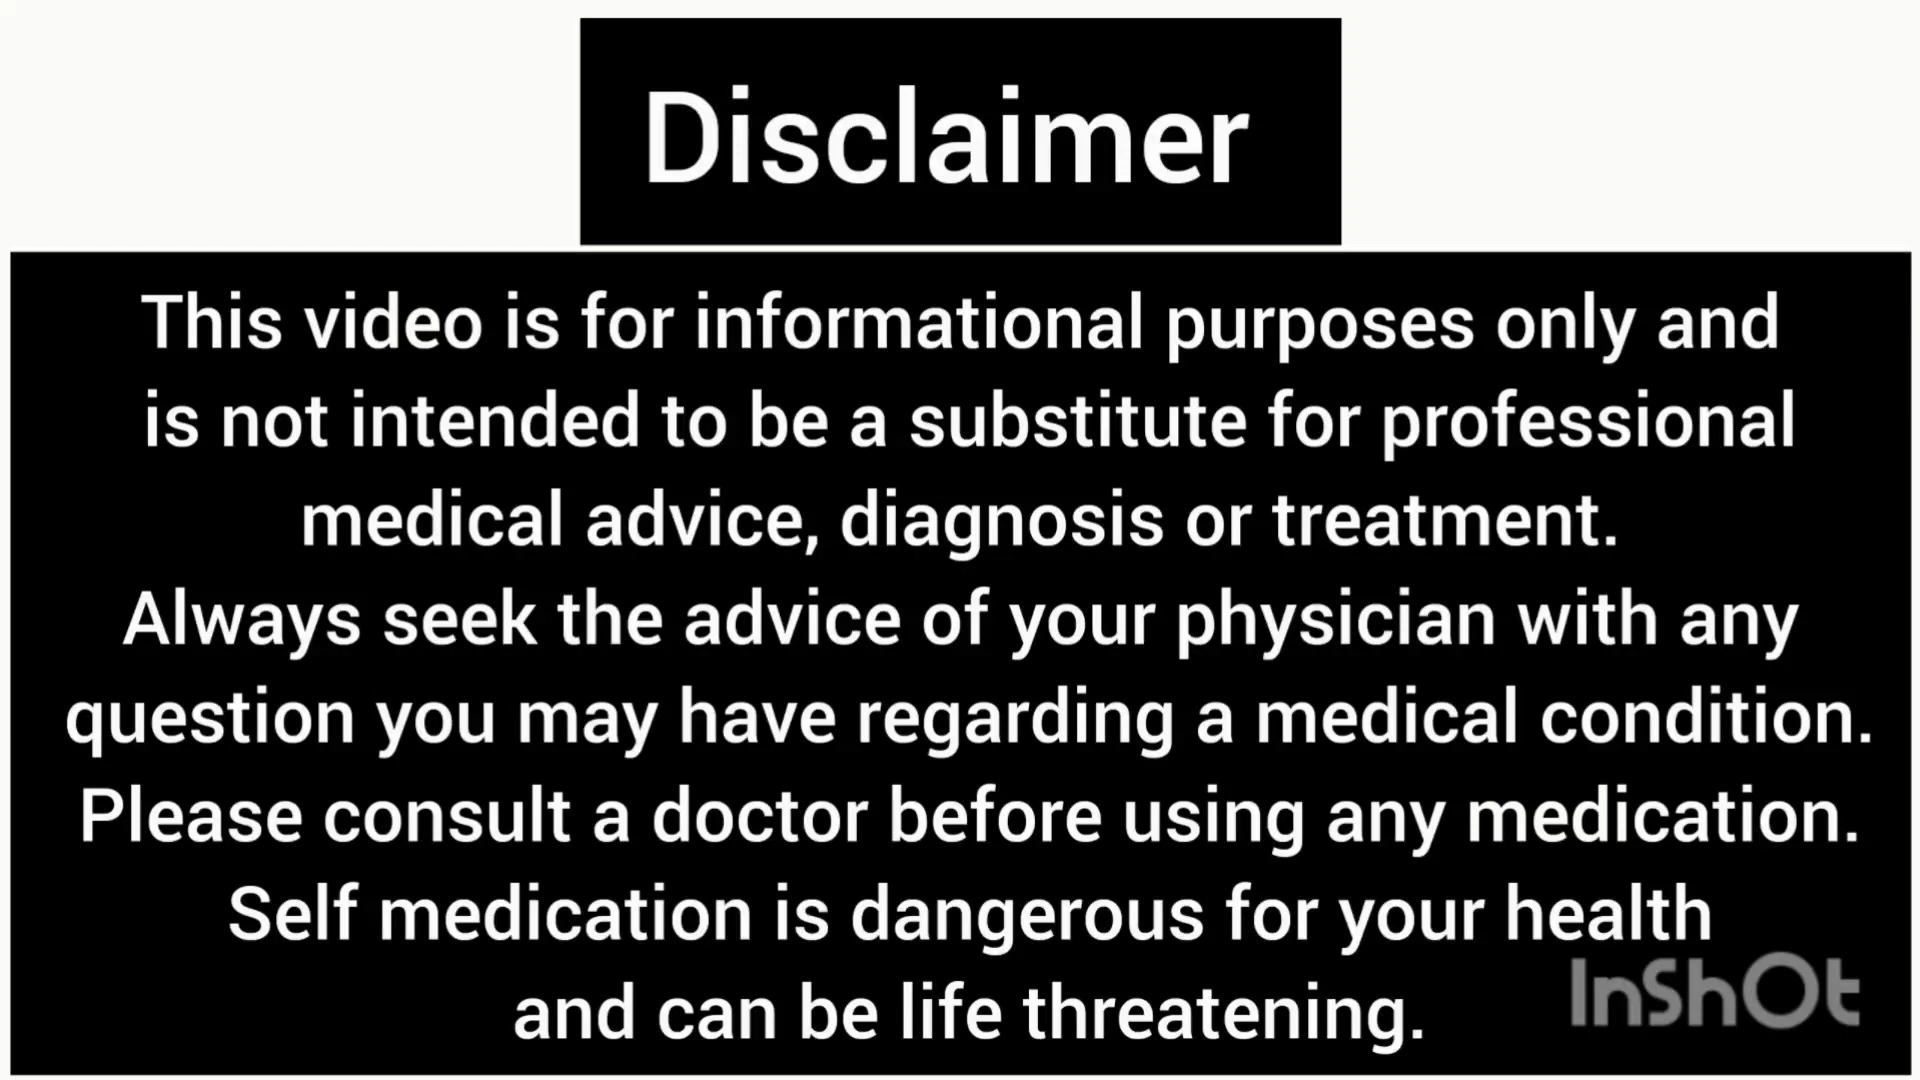 Disclaimer
This video is for informational purposes only and
is not intended to be a substitute for professional
medical advice, diagnosis or treatment.
Always seek the advice of your physician with any
question you may have regarding a medical condition.
Please consult a doctor before using any medication.
Self medication is dangerous for your health
and can be life threatening.
InShOt